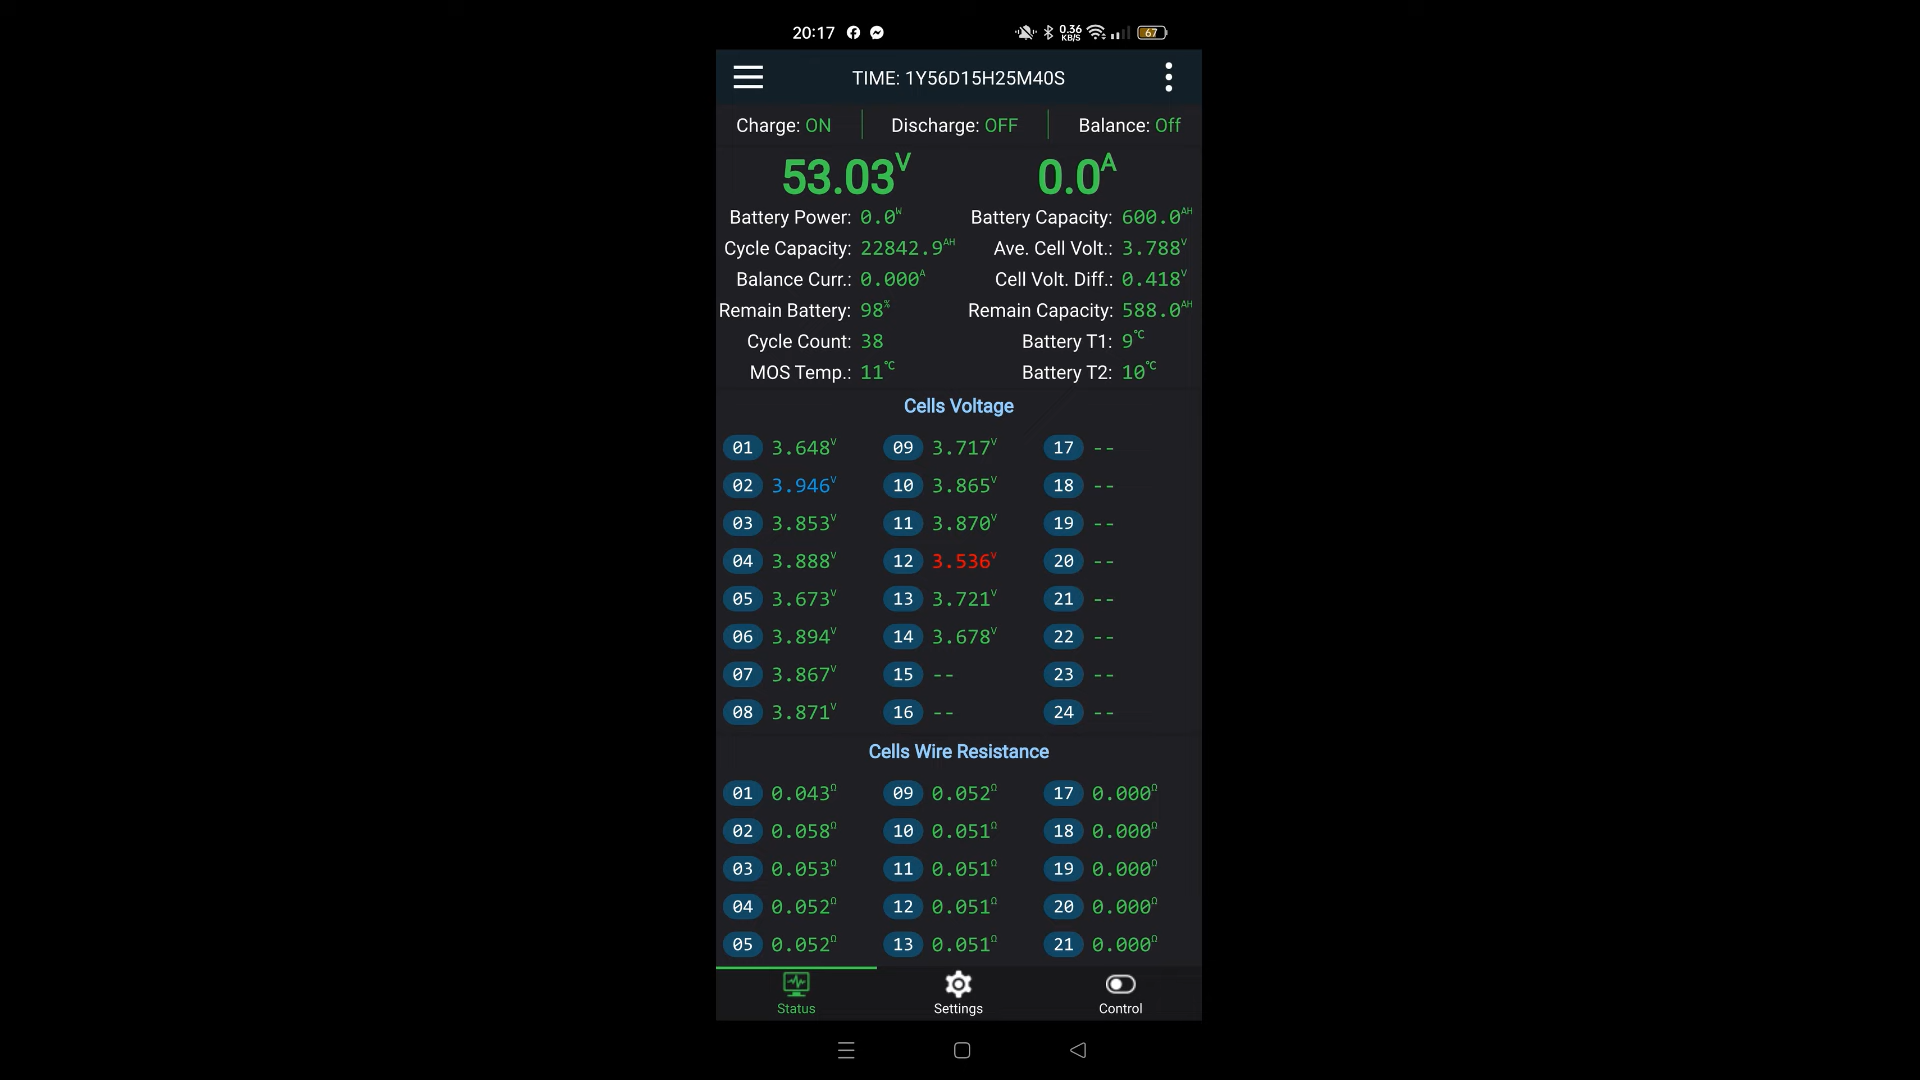 20:17 0.36 KB/S 67
TIME: 1Y56D15H25M40S
Charge: ON Discharge: OFF Balance: Off
53.03V 0.0A
Battery Power: 0.0W Battery Capacity: 600.0AH
Cycle Capacity: 22842.9AH Ave. Cell Volt.: 3.788V
Balance Curr.: 0.000A Cell Volt. Diff.: 0.418V
Remain Battery: 98% Remain Capacity: 588.0AH
Cycle Count: 38 Battery T1: 9℃
MOS Temp.: 11℃ Battery T2: 10℃
Cells Voltage
01 3.648V 09 3.717V 17 --
02 3.946V 10 3.865V 18 --
03 3.853V 11 3.870V 19 --
04 3.888V 12 3.536V 20 --
05 3.673V 13 3.721V 21 --
06 3.894V 14 3.678V 22 --
07 3.867V 15 -- 23 --
08 3.871V 16 -- 24 --
Cells Wire Resistance
01 0.043Ω 09 0.052Ω 17 0.000Ω
02 0.058Ω 10 0.051Ω 18 0.000Ω
03 0.053Ω 11 0.051Ω 19 0.000Ω
04 0.052Ω 12 0.051Ω 20 0.000Ω
05 0.052Ω 13 0.051Ω 21 0.000Ω
Status Settings Control